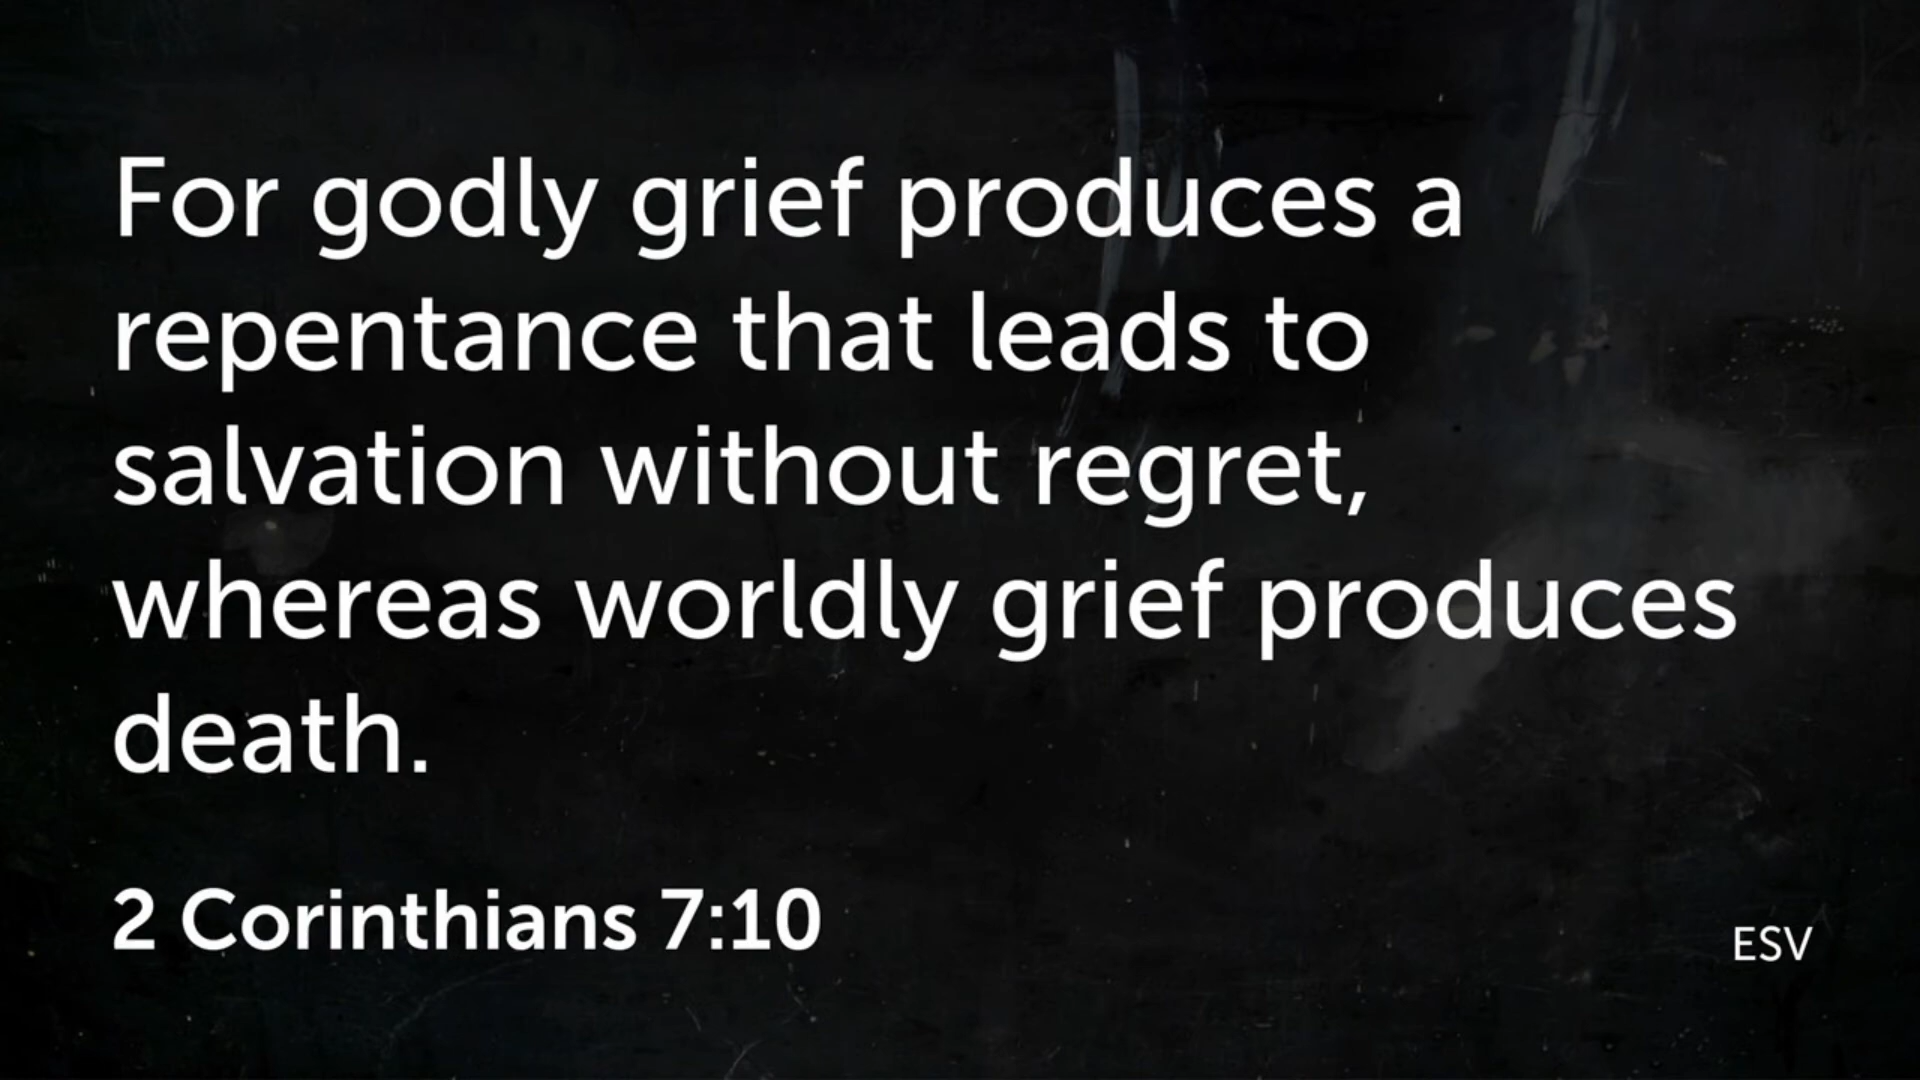 For godly grief produces a
repentance that leads to
salvation without regret,
whereas worldly grief produces
death.
2 Corinthians 7:10
ESV